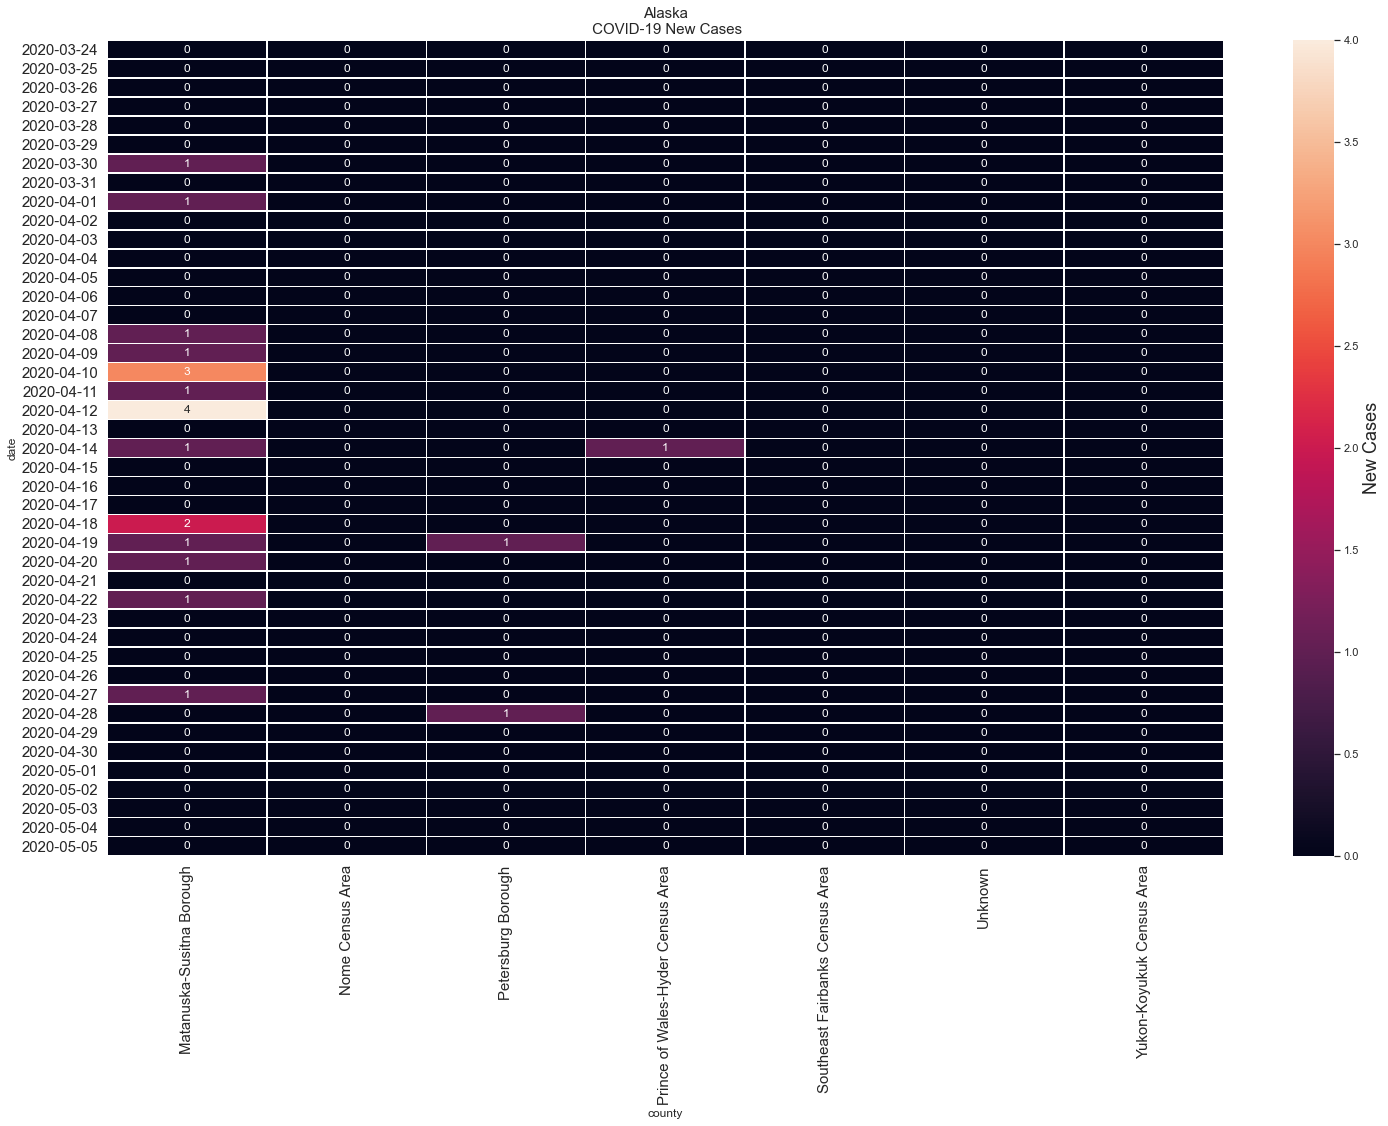 Alaska
COVID-19 New Cases
2020-03-24 0 0 0 0 0 0 0
2020-03-25 0 0 0 0 0 0 0
2020-03-26 0 0 0 0 0 0 0
2020-03-27 0 0 0 0 0 0 0
2020-03-28 0 0 0 0 0 0 0
2020-03-29 0 0 0 0 0 0 0
2020-03-30 1 0 0 0 0 0 0
2020-03-31 0 0 0 0 0 0 0
2020-04-01 1 0 0 0 0 0 0
2020-04-02 0 0 0 0 0 0 0
2020-04-03 0 0 0 0 0 0 0
2020-04-04 0 0 0 0 0 0 0
2020-04-05 0 0 0 0 0 0 0
2020-04-06 0 0 0 0 0 0 0
2020-04-07 0 0 0 0 0 0 0
2020-04-08 1 0 0 0 0 0 0
2020-04-09 1 0 0 0 0 0 0
2020-04-10 3 0 0 0 0 0 0
2020-04-11 1 0 0 0 0 0 0
2020-04-12 4 0 0 0 0 0 0
2020-04-13 0 0 0 0 0 0 0
2020-04-14 1 0 0 1 0 0 0
2020-04-15 0 0 0 0 0 0 0
2020-04-16 0 0 0 0 0 0 0
2020-04-17 0 0 0 0 0 0 0
2020-04-18 2 0 0 0 0 0 0
2020-04-19 1 0 1 0 0 0 0
2020-04-20 1 0 0 0 0 0 0
2020-04-21 0 0 0 0 0 0 0
2020-04-22 1 0 0 0 0 0 0
2020-04-23 0 0 0 0 0 0 0
2020-04-24 0 0 0 0 0 0 0
2020-04-25 0 0 0 0 0 0 0
2020-04-26 0 0 0 0 0 0 0
2020-04-27 1 0 0 0 0 0 0
2020-04-28 0 0 1 0 0 0 0
2020-04-29 0 0 0 0 0 0 0
2020-04-30 0 0 0 0 0 0 0
2020-05-01 0 0 0 0 0 0 0
2020-05-02 0 0 0 0 0 0 0
2020-05-03 0 0 0 0 0 0 0
2020-05-04 0 0 0 0 0 0 0
2020-05-05 0 0 0 0 0 0 0
date
Matanuska-Susitna Borough
Nome Census Area
Petersburg Borough
Prince of Wales-Hyder Census Area
Southeast Fairbanks Census Area
Unknown
Yukon-Koyukuk Census Area
county
4.0
3.5
3.0
2.5
2.0
1.5
1.0
0.5
0.0
New Cases